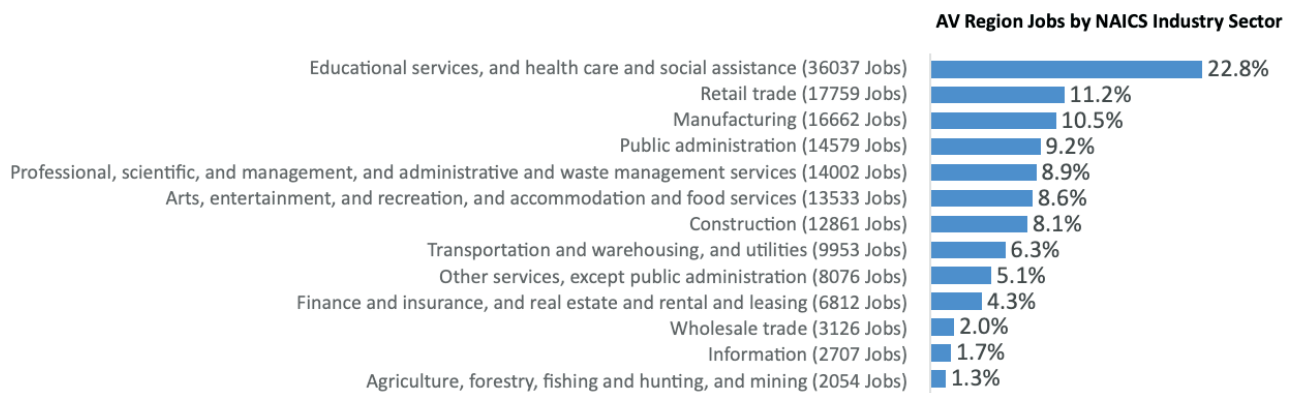 AV Region Jobs by NAICS Industry Sector
Educational services, and health care and social assistance (36037 Jobs) 22.8%
Retail trade (17759 Jobs) 11.2%
Manufacturing (16662 Jobs) 10.5%
Public administration (14579 Jobs) 9.2%
Professional, scientific, and management, and administrative and waste management services (14002 Jobs) 8.9%
Arts, entertainment, and recreation, and accommodation and food services (13533 Jobs) 8.6%
Construction (12861 Jobs) 8.1%
Transportation and warehousing, and utilities (9953 Jobs) 6.3%
Other services, except public administration (8076 Jobs) 5.1%
Finance and insurance, and real estate and rental and leasing (6812 Jobs) 4.3%
Wholesale trade (3126 Jobs) 2.0%
Information (2707 Jobs) 1.7%
Agriculture, forestry, fishing and hunting, and mining (2054 Jobs) 1.3%